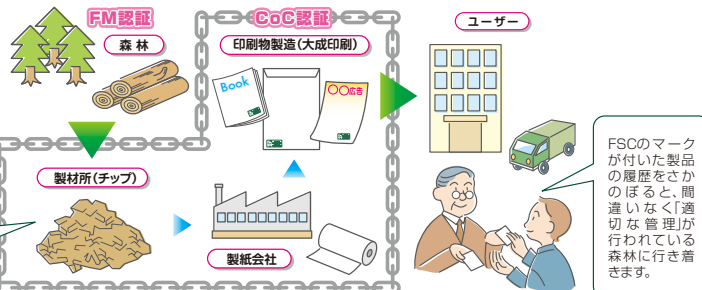 FM認証
森 林
CoC認証
印刷物製造(大成印刷)
Book
〇〇広告
ユーザー
製材所(チップ)
製紙会社
FSCのマーク
が付いた製品
の履歴をさか
のぼると、間
違いなく「適
切な管理」が
行われている
森林に行き着
きます。